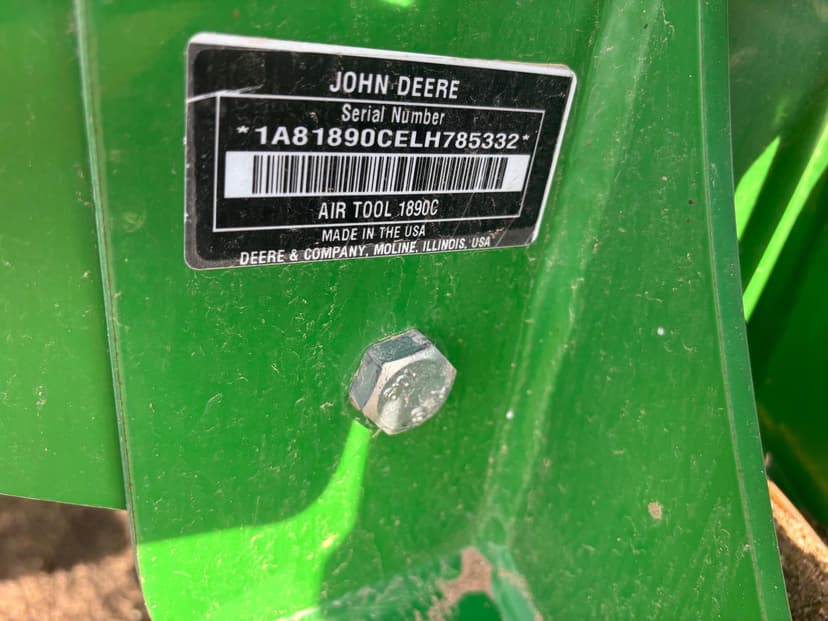 JOHN DEERE
Serial Number
*1A81890CELH785332*
AIR TOOL 1890C
MADE IN THE USA
DEERE & COMPANY, MOLINE, ILLINOIS, USA